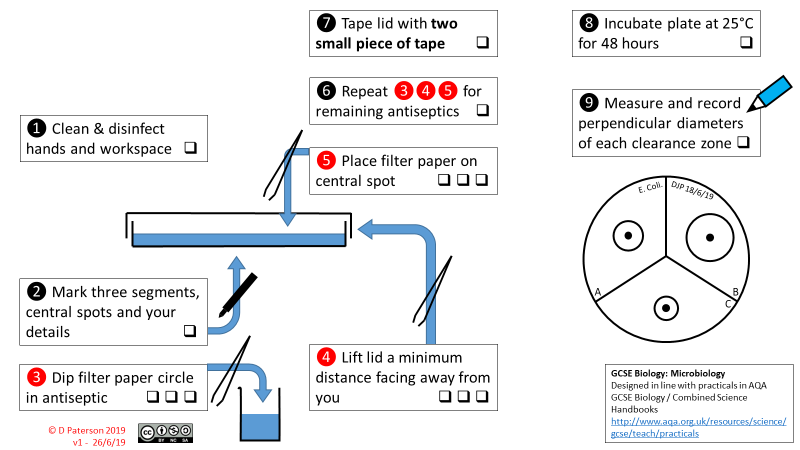 1 Clean & disinfect
hands and workspace ❑
2 Mark three segments,
central spots and your
details ❑
3 Dip filter paper circle
in antiseptic ❑ ❑ ❑
4 Lift lid a minimum
distance facing away from
you ❑ ❑ ❑
5 Place filter paper on
central spot ❑ ❑ ❑
6 Repeat 3 4 5 for
remaining antiseptics ❑
7 Tape lid with two
small piece of tape ❑
8 Incubate plate at 25°C
for 48 hours ❑
9 Measure and record
perpendicular diameters
of each clearance zone ❑
E. Coli.
DJP 18/6/19
A
B
C
© D Paterson 2019
v1 - 26/6/19
CC
BY NC SA
GCSE Biology: Microbiology
Designed in line with practicals in AQA
GCSE Biology / Combined Science
Handbooks
http://www.aqa.org.uk/resources/science/
gcse/teach/practicals